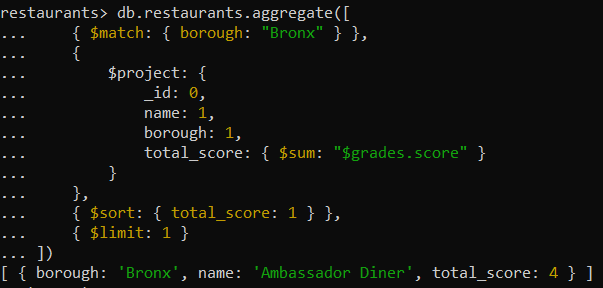 restaurants> db.restaurants.aggregate([
...     { $match: { borough: "Bronx" } },
...     {
...         $project: {
...             _id: 0,
...             name: 1,
...             borough: 1,
...             total_score: { $sum: "$grades.score" }
...         }
...     },
...     { $sort: { total_score: 1 } },
...     { $limit: 1 }
... ])
[ { borough: 'Bronx', name: 'Ambassador Diner', total_score: 4 } ]